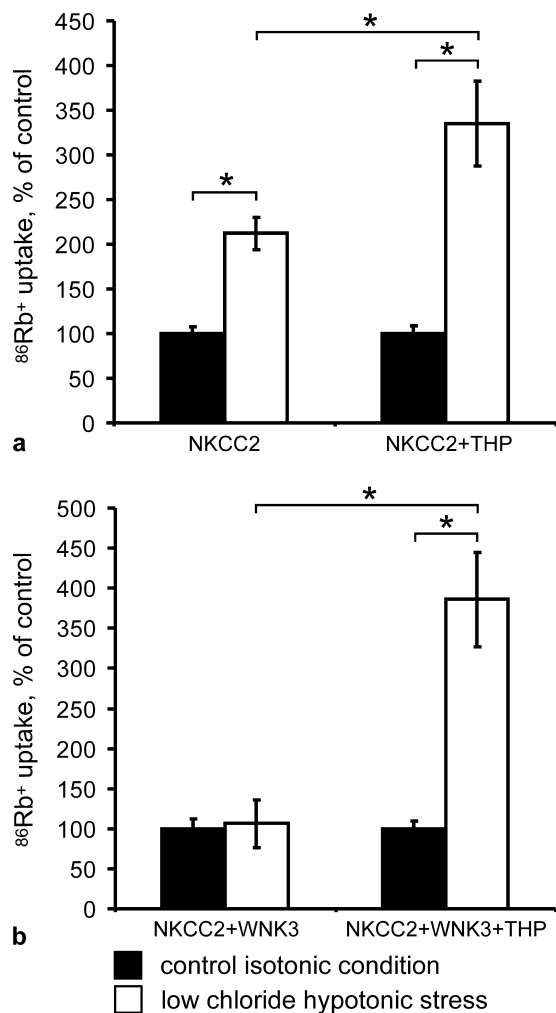 450
400
350
300
250
200
150
100
50
0
⁸⁶Rb⁺ uptake, % of control
*
*
*
NKCC2
NKCC2+THP
a
500
450
400
350
300
250
200
150
100
50
0
⁸⁶Rb⁺ uptake, % of control
*
*
NKCC2+WNK3
NKCC2+WNK3+THP
b
control isotonic condition
low chloride hypotonic stress